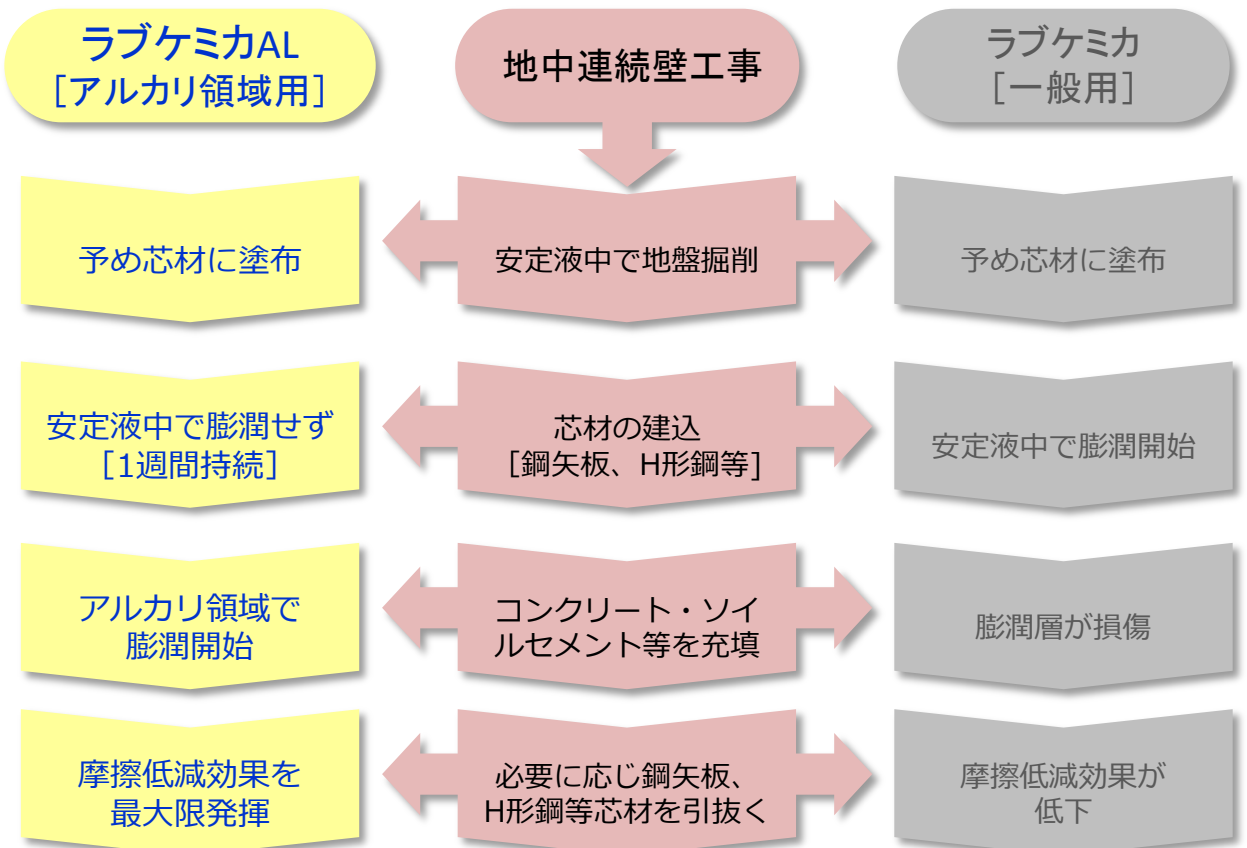 ラブケミカAL
［アルカリ領域用］
地中連続壁工事
ラブケミカ
［一般用］
予め芯材に塗布
安定液中で地盤掘削
予め芯材に塗布
安定液中で膨潤せず
［1週間持続］
芯材の建込
［鋼矢板、H形鋼等］
安定液中で膨潤開始
アルカリ領域で
膨潤開始
コンクリート・ソイ
ルセメント等を充填
膨潤層が損傷
摩擦低減効果を
最大限発揮
必要に応じ鋼矢板、
H形鋼等芯材を引抜く
摩擦低減効果が
低下